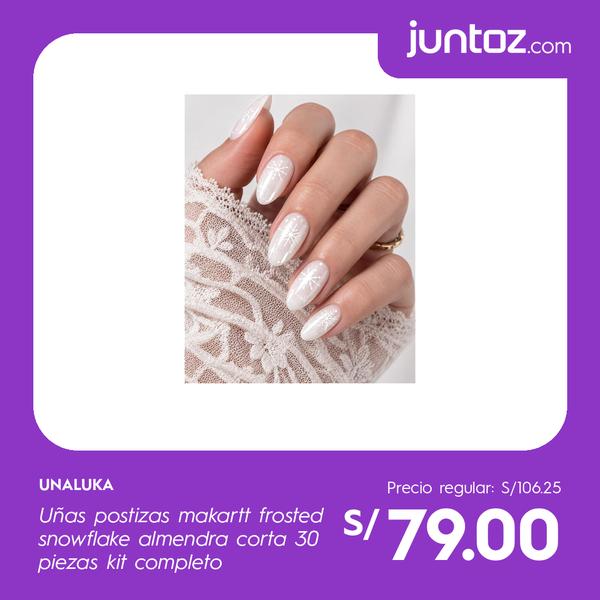 juntoz.com
UNALUKA
Uñas postizas makartt frosted
snowflake almendra corta 30
piezas kit completo
Precio regular: S/106.25
S/79.00